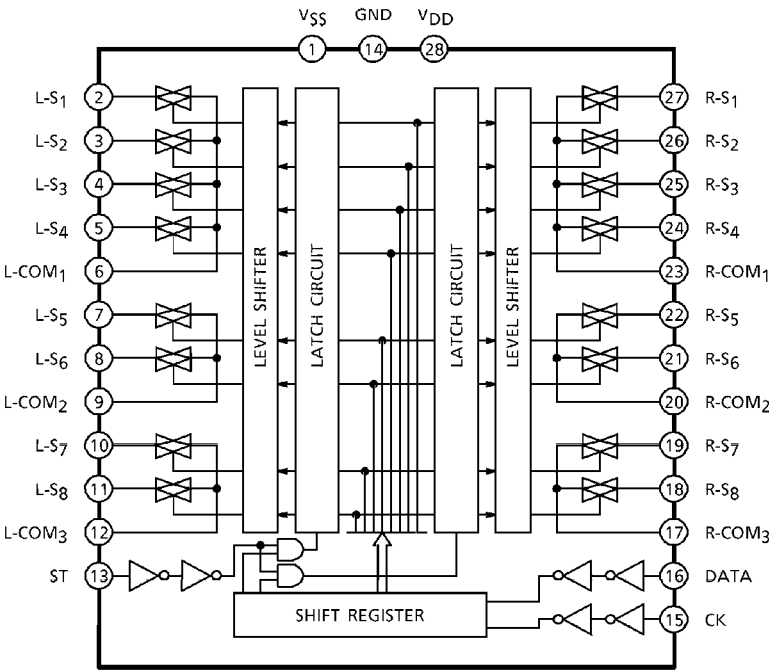 VSS GND VDD
1 14 28
L-S1 2 27 R-S1
L-S2 3 26 R-S2
L-S3 4 25 R-S3
L-S4 5 24 R-S4
L-COM1 6 23 R-COM1
L-S5 7 22 R-S5
L-S6 8 21 R-S6
L-COM2 9 20 R-COM2
L-S7 10 19 R-S7
L-S8 11 18 R-S8
L-COM3 12 17 R-COM3
ST 13 16 DATA
15 CK
LEVEL SHIFTER
LATCH CIRCUIT
LATCH CIRCUIT
LEVEL SHIFTER
SHIFT REGISTER